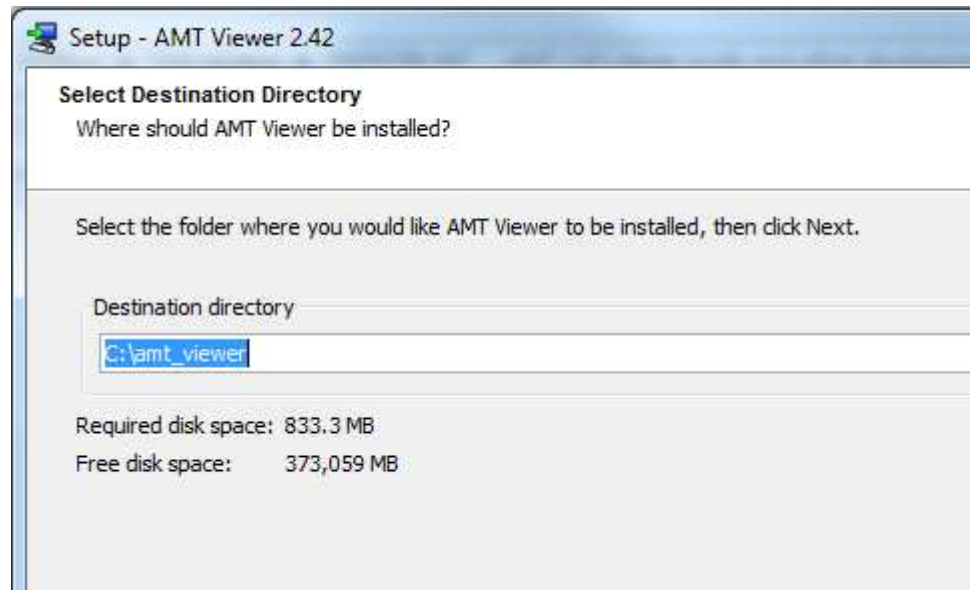 Setup - AMT Viewer 2.42
Select Destination Directory
Where should AMT Viewer be installed?
Select the folder where you would like AMT Viewer to be installed, then click Next.
Destination directory
C:\amt_viewer
Required disk space: 833.3 MB
Free disk space: 373,059 MB